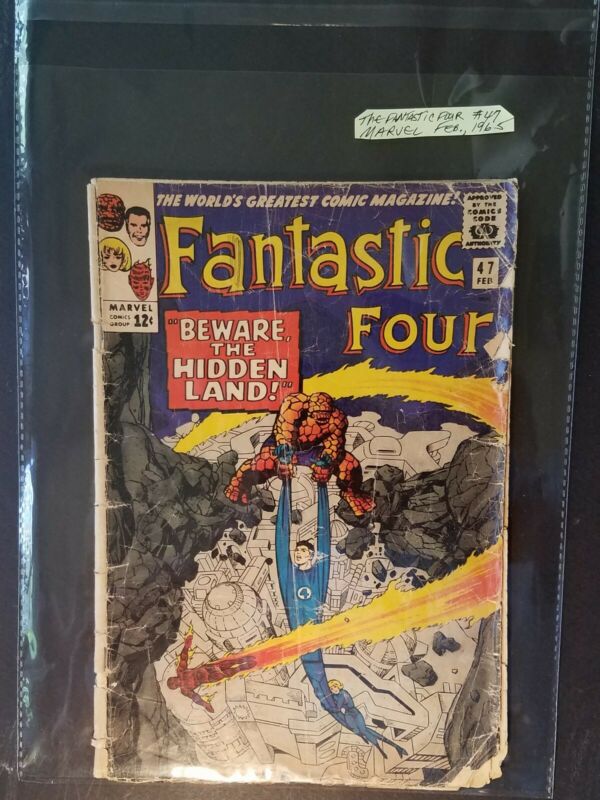 THE FANTASTIC FOUR #47
MARVEL FEB., 1965
THE WORLD'S GREATEST COMIC MAGAZINE!
APPROVED
BY THE
COMICS
CODE
AUTHORITY
Fantastic
Four
47
FEB
MARVEL
COMICS
GROUP
12¢
"BEWARE,
THE
HIDDEN
LAND!"
4